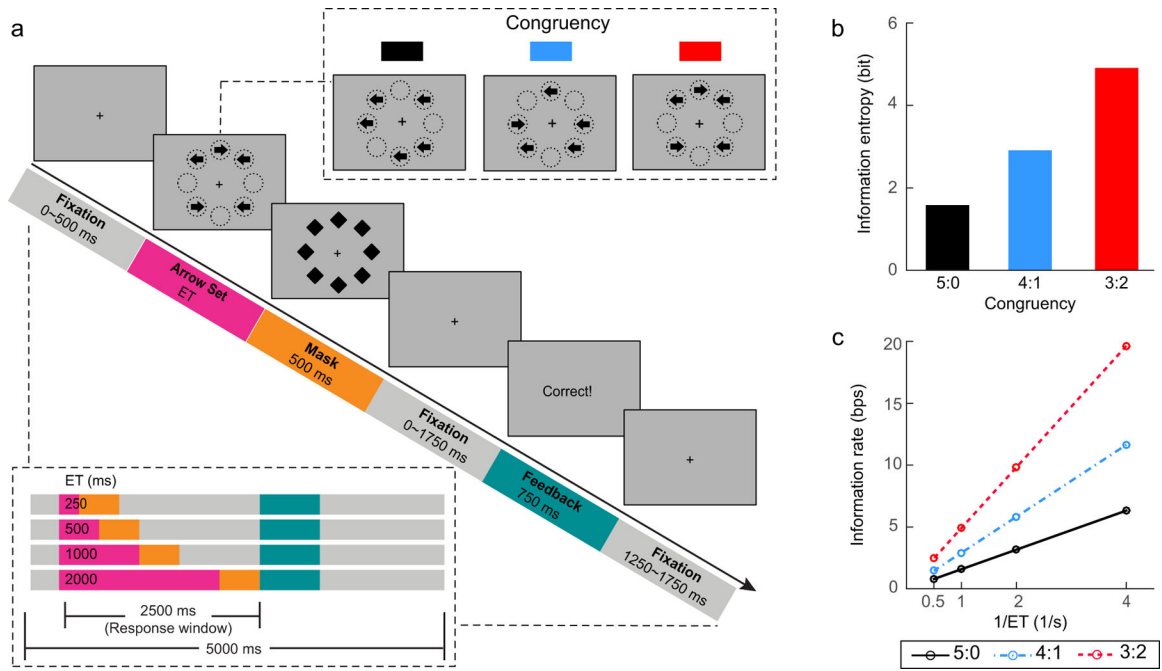 a
Congruency
Fixation
0~500 ms
Arrow Set
ET
Mask
500 ms
Fixation
0~1750 ms
Correct!
Feedback
750 ms
Fixation
1250~1750 ms
ET (ms)
250
500
1000
2000
2500 ms
(Response window)
5000 ms
b
Information entropy (bit)
6
4
2
0
5:0 4:1 3:2
Congruency
c
Information rate (bps)
20
15
10
5
0
0.5 1 2 4
1/ET (1/s)
5:0 4:1 3:2